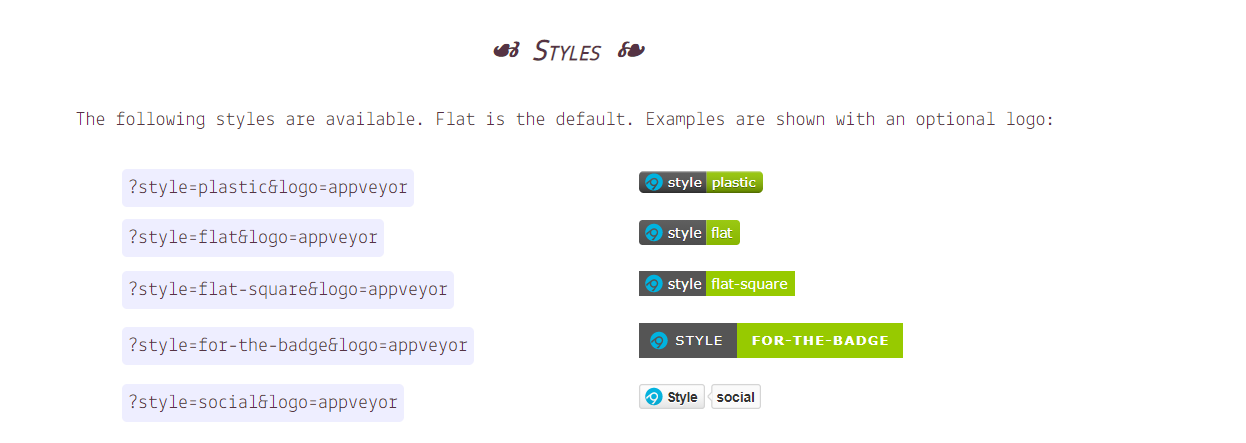 Styles
The following styles are available. Flat is the default. Examples are shown with an optional logo:
?style=plastic&logo=appveyor style plastic
?style=flat&logo=appveyor style flat
?style=flat-square&logo=appveyor style flat-square
?style=for-the-badge&logo=appveyor STYLE FOR-THE-BADGE
?style=social&logo=appveyor Style social